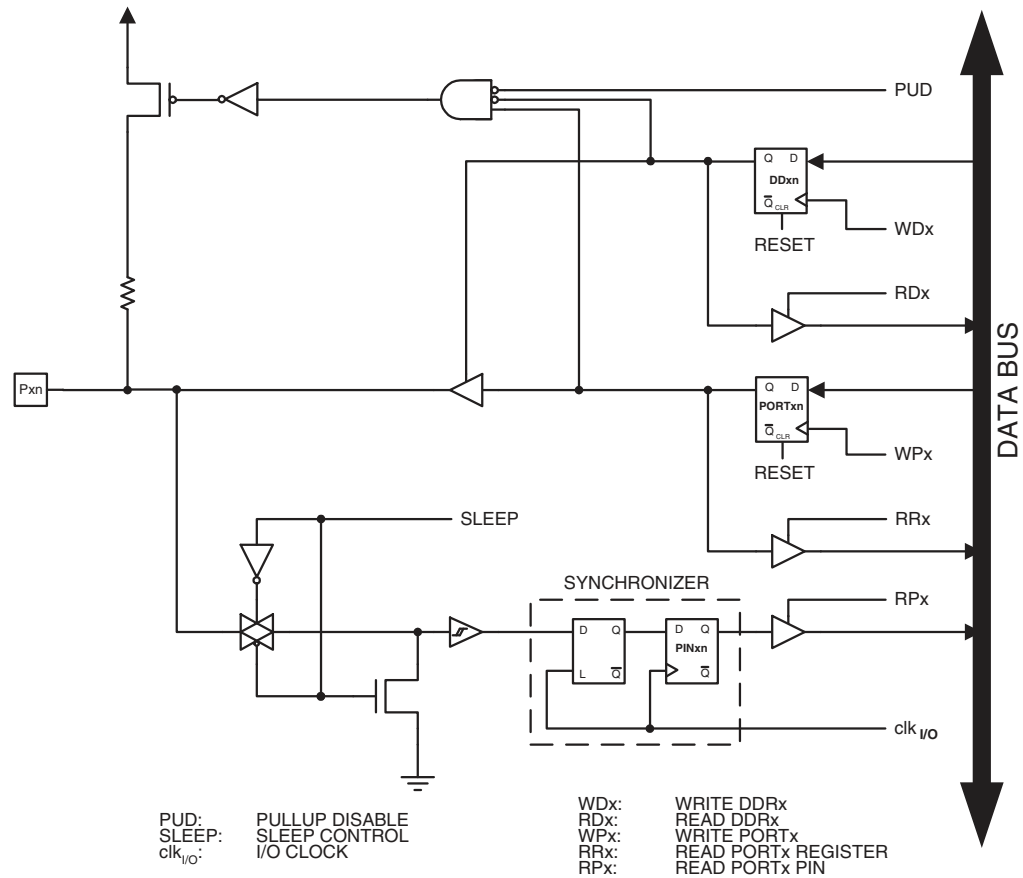 PUD
Q D
DDxn
Q CLR
WDx
RESET
RDx
Pxn
Q D
PORTxn
Q CLR
WPx
RESET
DATA BUS
SLEEP
RRx
SYNCHRONIZER
RPx
D Q
L Q
D Q
PINxn
Q
clk I/O
PUD: PULLUP DISABLE
SLEEP: SLEEP CONTROL
clkI/O: I/O CLOCK
WDx: WRITE DDRx
RDx: READ DDRx
WPx: WRITE PORTx
RRx: READ PORTx REGISTER
RPx: READ PORTx PIN